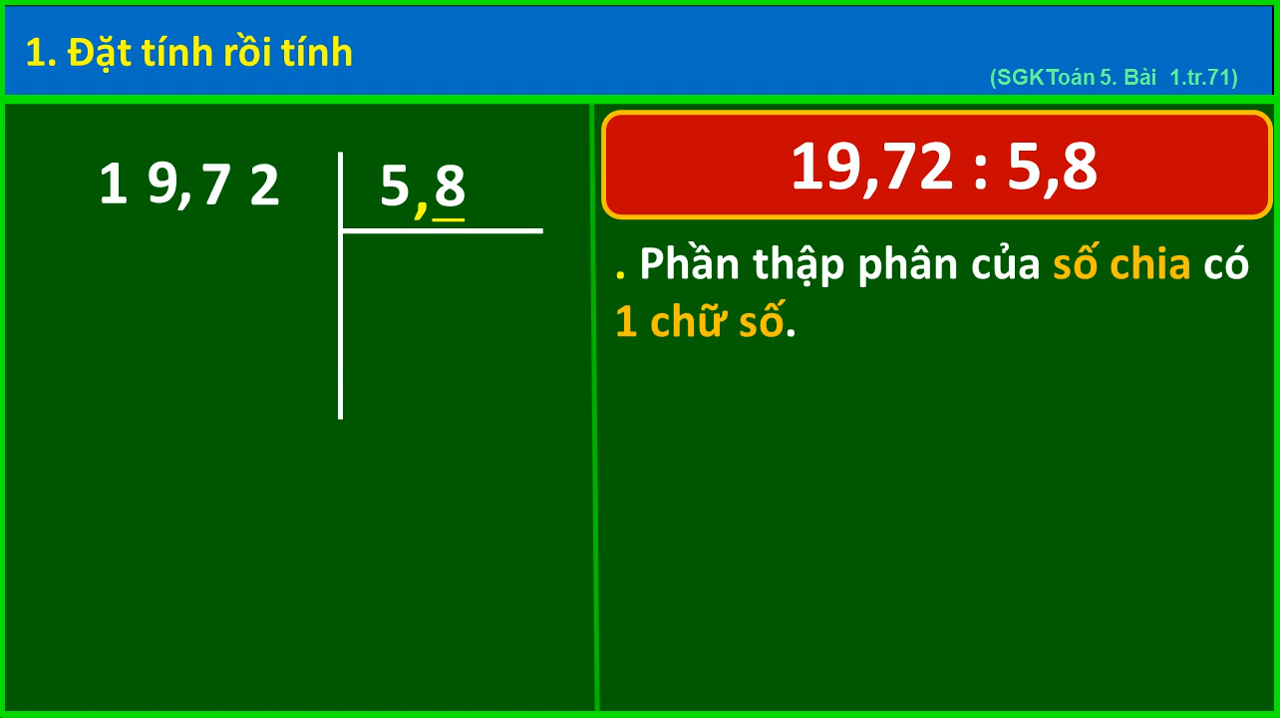 1. Đặt tính rồi tính
(SGKToán 5. Bài 1.tr.71)
1 9,7 2
5,8
19,72 : 5,8
. Phần thập phân của số chia có
1 chữ số.